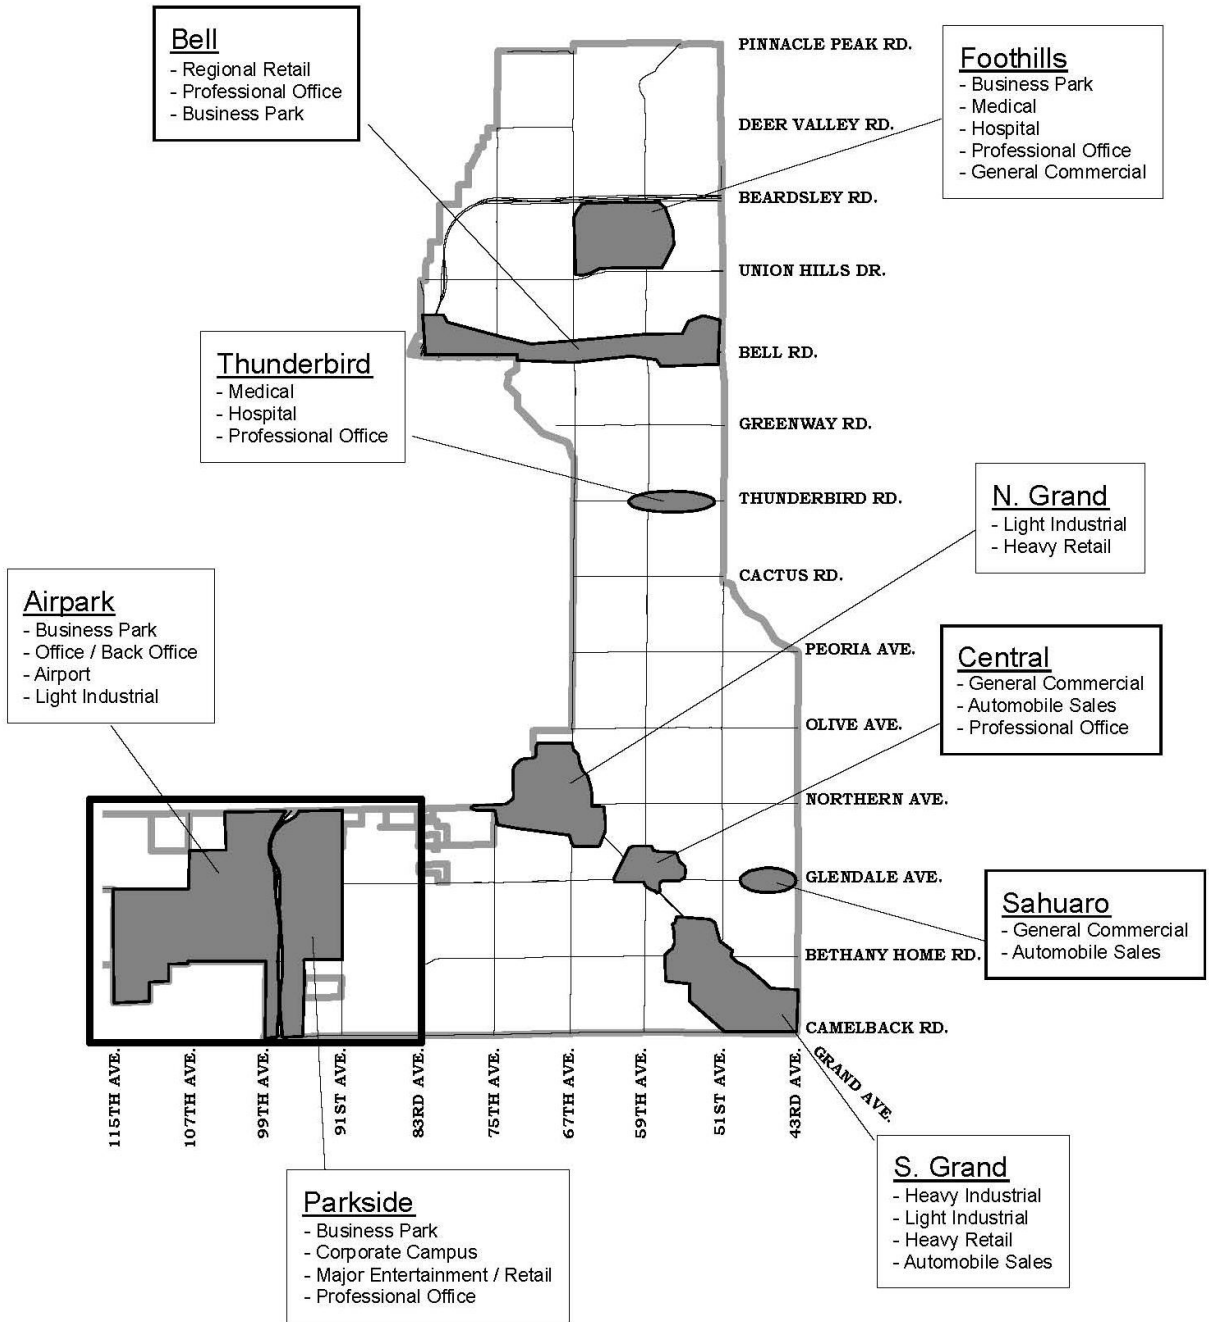 Bell
- Regional Retail
- Professional Office
- Business Park
PINNACLE PEAK RD.
Foothills
- Business Park
- Medical
- Hospital
- Professional Office
- General Commercial
DEER VALLEY RD.
BEARDSLEY RD.
UNION HILLS DR.
BELL RD.
Thunderbird
- Medical
- Hospital
- Professional Office
GREENWAY RD.
THUNDERBIRD RD.
N. Grand
- Light Industrial
- Heavy Retail
CACTUS RD.
Airpark
- Business Park
- Office / Back Office
- Airport
- Light Industrial
PEORIA AVE.
Central
- General Commercial
- Automobile Sales
- Professional Office
OLIVE AVE.
NORTHERN AVE.
GLENDALE AVE.
Sahuaro
- General Commercial
- Automobile Sales
BETHANY HOME RD.
CAMELBACK RD.
115TH AVE.
107TH AVE.
99TH AVE.
91ST AVE.
83RD AVE.
75TH AVE.
67TH AVE.
59TH AVE.
51ST AVE.
43RD AVE.
GRAND AVE.
S. Grand
- Heavy Industrial
- Light Industrial
- Heavy Retail
- Automobile Sales
Parkside
- Business Park
- Corporate Campus
- Major Entertainment / Retail
- Professional Office